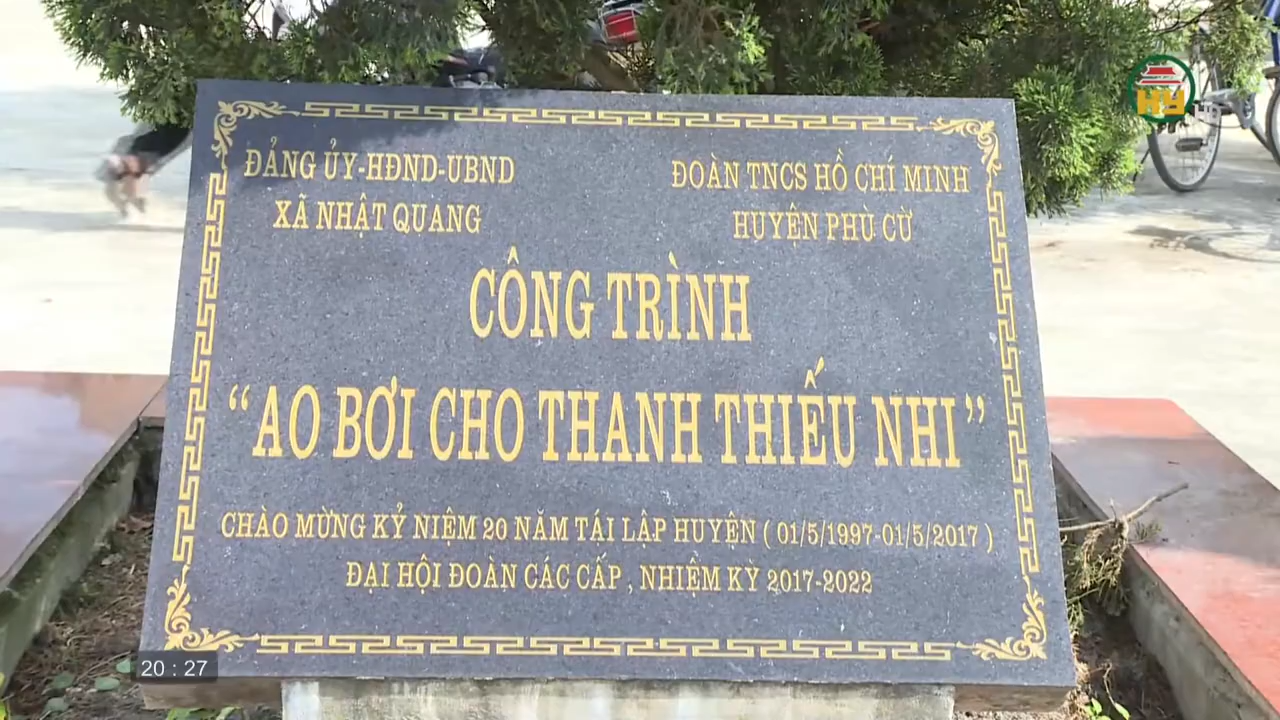 ĐẢNG ỦY-HĐND-UBND
XÃ NHẬT QUANG
ĐOÀN TNCS HỒ CHÍ MINH
HUYỆN PHÙ CỪ
CÔNG TRÌNH
“AO BƠI CHO THANH THIẾU NHI”
CHÀO MỪNG KỶ NIỆM 20 NĂM TÁI LẬP HUYỆN ( 01/5/1997-01/5/2017 )
ĐẠI HỘI ĐOÀN CÁC CẤP , NHIỆM KỲ 2017-2022
HY
20 : 27